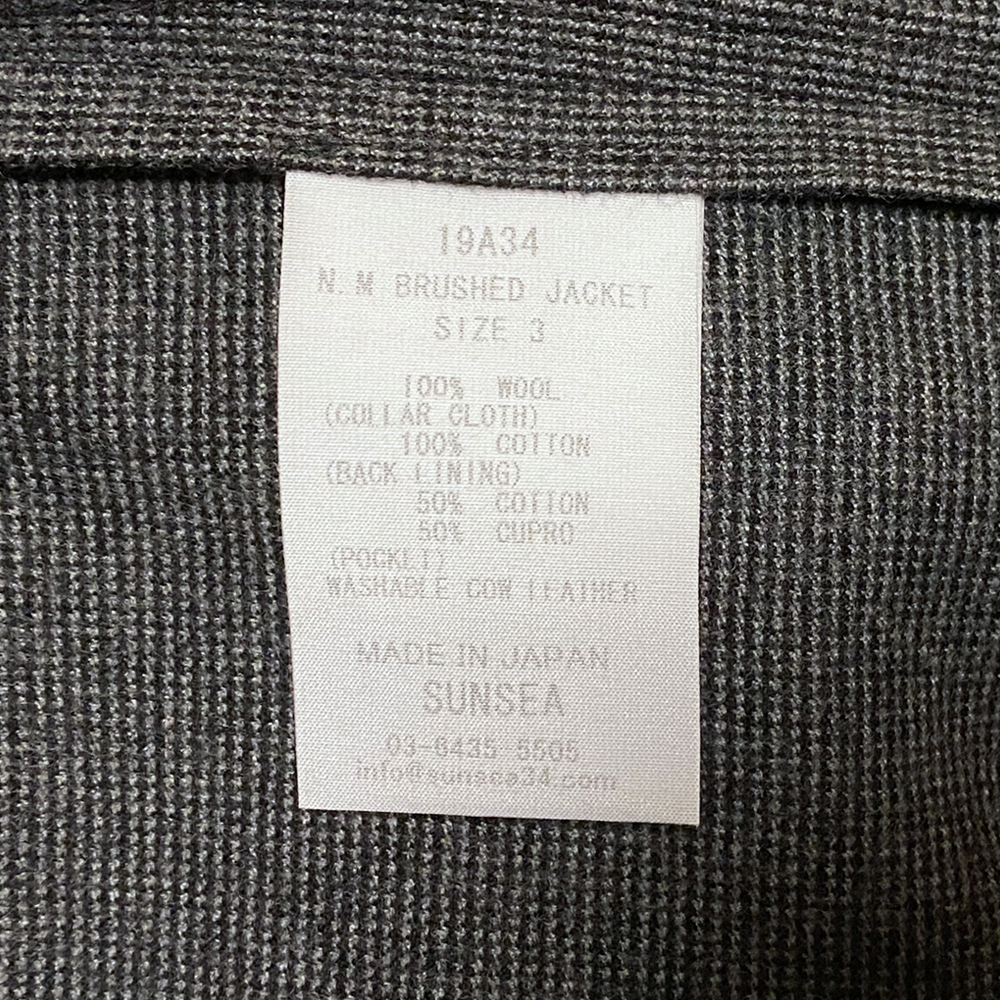 19A34
N. M BRUSHED JACKET
SIZE 3
100% WOOL
(COLLAR CLOTH)
100% COTTON
(BACK LINING)
50% COTTON
50% CUPRO
(POCKET)
WASHABLE COW LEATHER
MADE IN JAPAN
SUNSEA
03-6435 5505
info@sunsea34.com